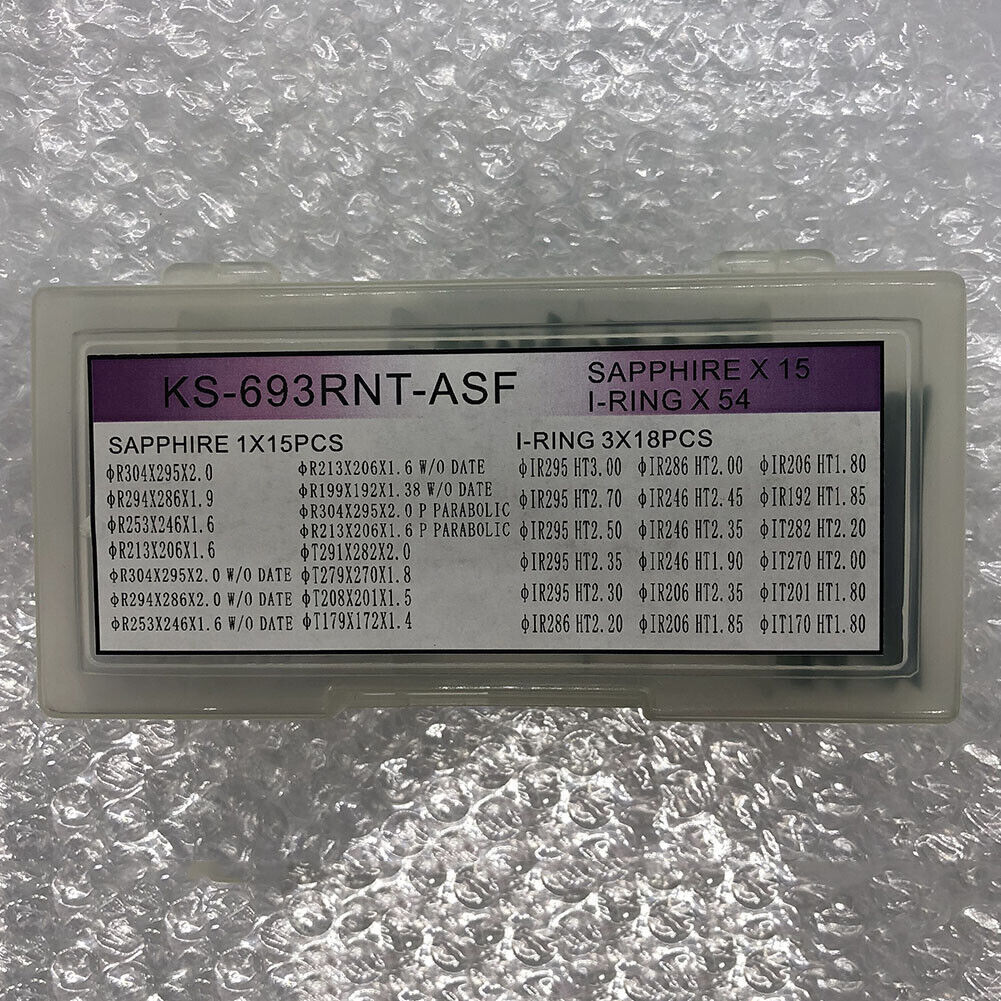 KS-693RNT-ASF
SAPPHIRE X 15
I-RING X 54
SAPPHIRE 1X15PCS
ΦR304X295X2.0
ΦR294X286X1.9
ΦR253X246X1.6
ΦR213X206X1.6
ΦR304X295X2.0 W/O DATE
ΦR294X286X2.0 W/O DATE
ΦR253X246X1.6 W/O DATE
ΦR213X206X1.6 W/O DATE
ΦR199X192X1.38 W/O DATE
ΦR304X295X2.0 P PARABOLIC
ΦR213X206X1.6 P PARABOLIC
ΦT291X282X2.0
ΦT279X270X1.8
ΦT208X201X1.5
ΦT179X172X1.4
I-RING 3X18PCS
ΦIR295 HT3.00 ΦIR286 HT2.00 ΦIR206 HT1.80
ΦIR295 HT2.70 ΦIR246 HT2.45 ΦIR192 HT1.85
ΦIR295 HT2.50 ΦIR246 HT2.35 ΦIT282 HT2.20
ΦIR295 HT2.35 ΦIR246 HT1.90 ΦIT270 HT2.00
ΦIR295 HT2.30 ΦIR206 HT2.35 ΦIT201 HT1.80
ΦIR286 HT2.20 ΦIR206 HT1.85 ΦIT170 HT1.80